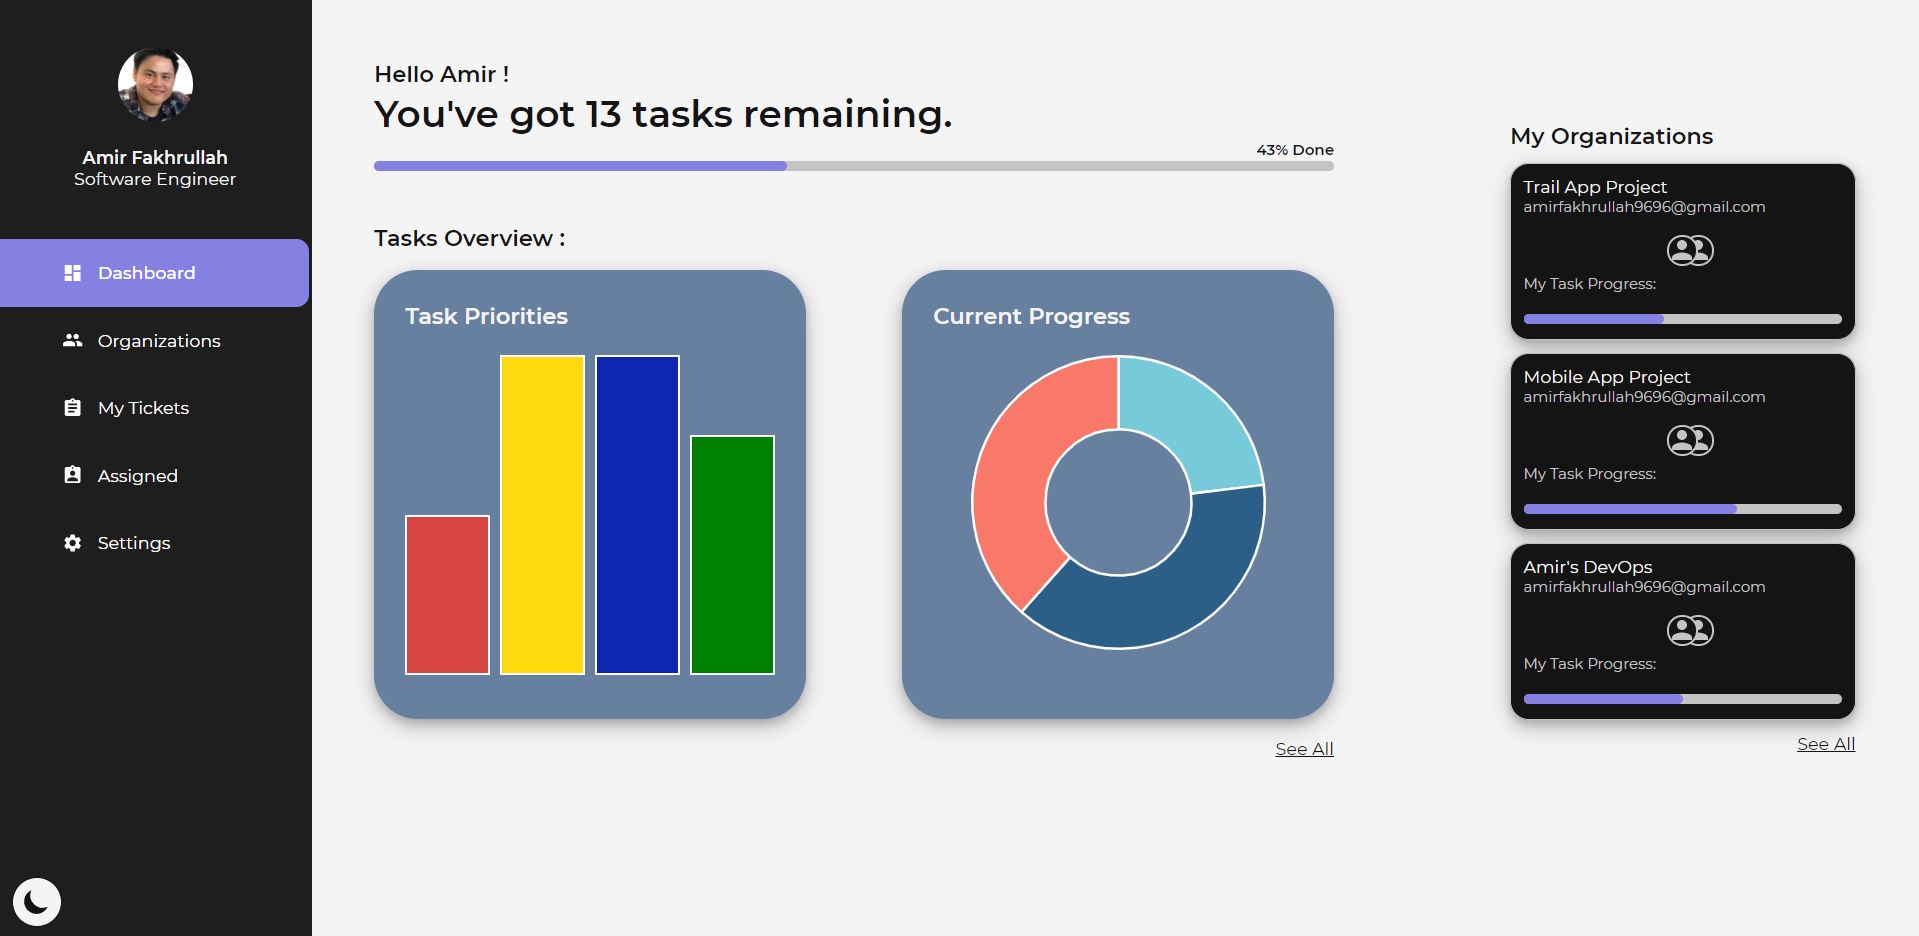 Amir Fakhrullah
Software Engineer
Dashboard
Organizations
My Tickets
Assigned
Settings
Hello Amir !
You've got 13 tasks remaining.
43% Done
Tasks Overview :
Task Priorities
Current Progress
See All
My Organizations
Trail App Project
amirfakhrullah9696@gmail.com
My Task Progress:
Mobile App Project
amirfakhrullah9696@gmail.com
My Task Progress:
Amir's DevOps
amirfakhrullah9696@gmail.com
My Task Progress:
See All